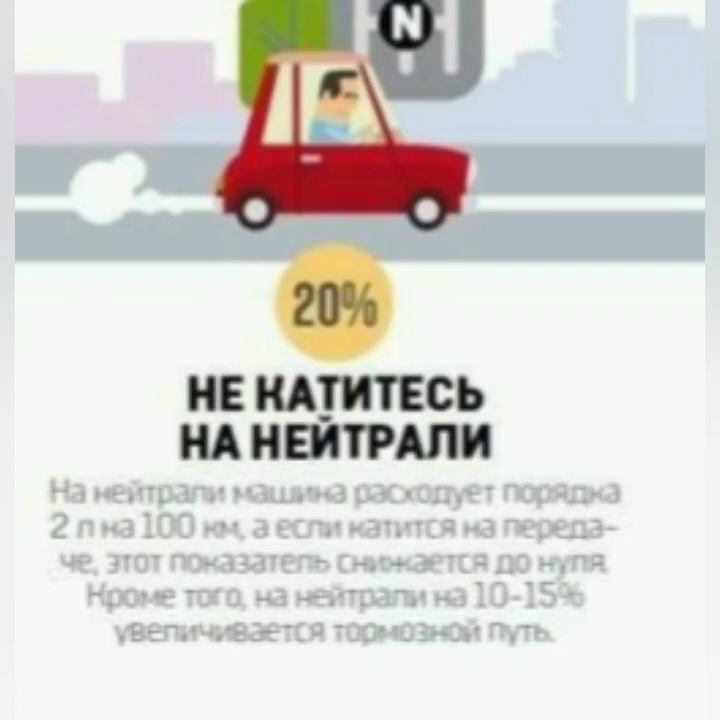 N
20%
НЕ КАТИТЕСЬ
НА НЕЙТРАЛИ
На нейтрали машина расходует порядка
2 л на 100 км, а если катится на переда-
че, этот показатель снижается до нуля.
Кроме того, на нейтрали на 10-15%
увеличивается тормозной путь.